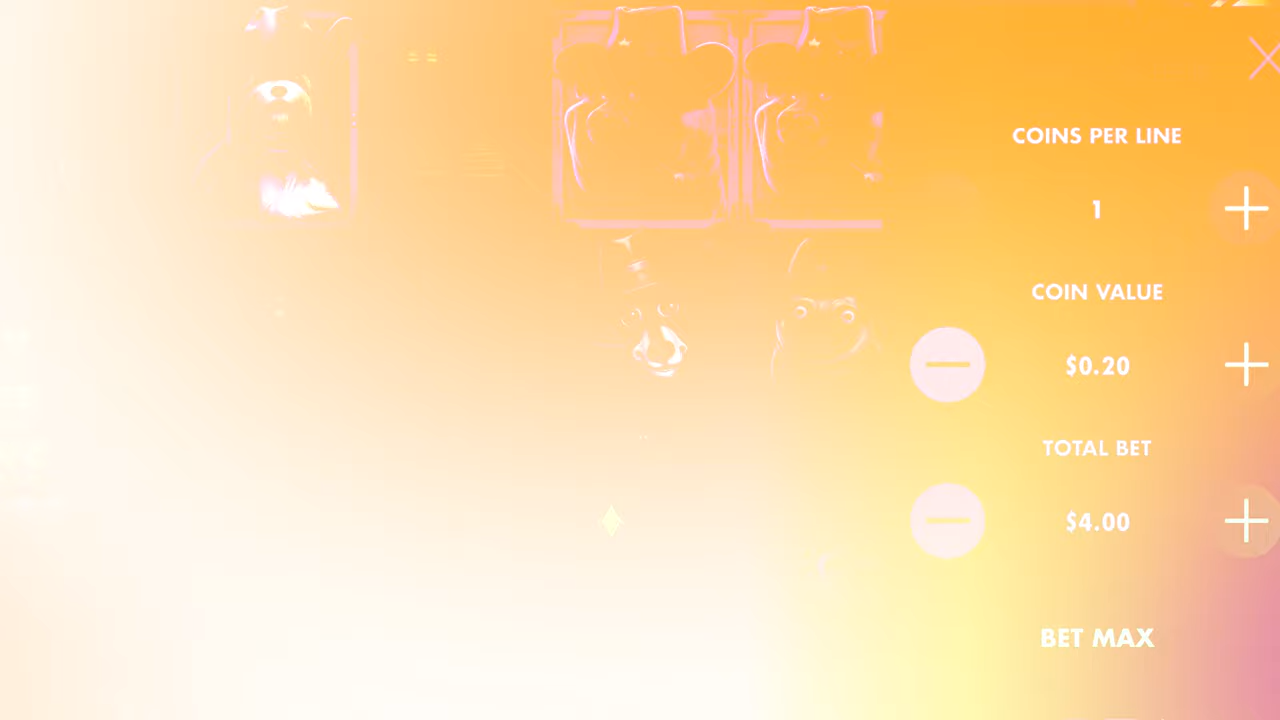 COINS PER LINE
1
COIN VALUE
$0.20
TOTAL BET
$4.00
BET MAX